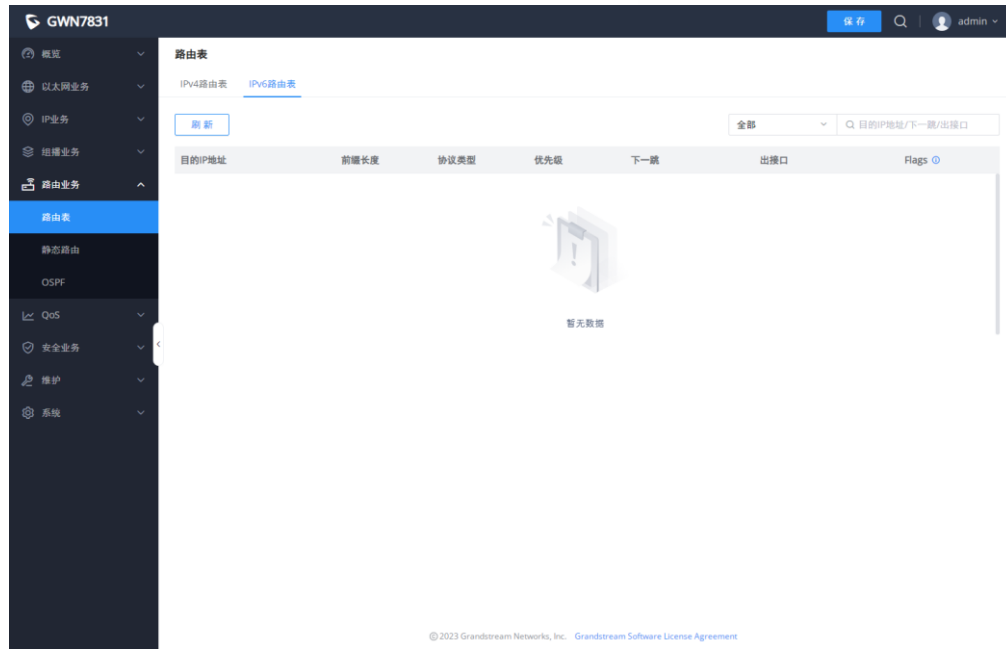 GWN7831
保存
admin
概览
以太网业务
IP业务
组播业务
路由业务
路由表
静态路由
OSPF
QoS
安全业务
维护
系统
路由表
IPv4路由表 IPv6路由表
刷新
全部
目的IP地址/下一跳/出接口
目的IP地址 前缀长度 协议类型 优先级 下一跳 出接口 Flags
暂无数据
© 2023 Grandstream Networks, Inc. Grandstream Software License Agreement